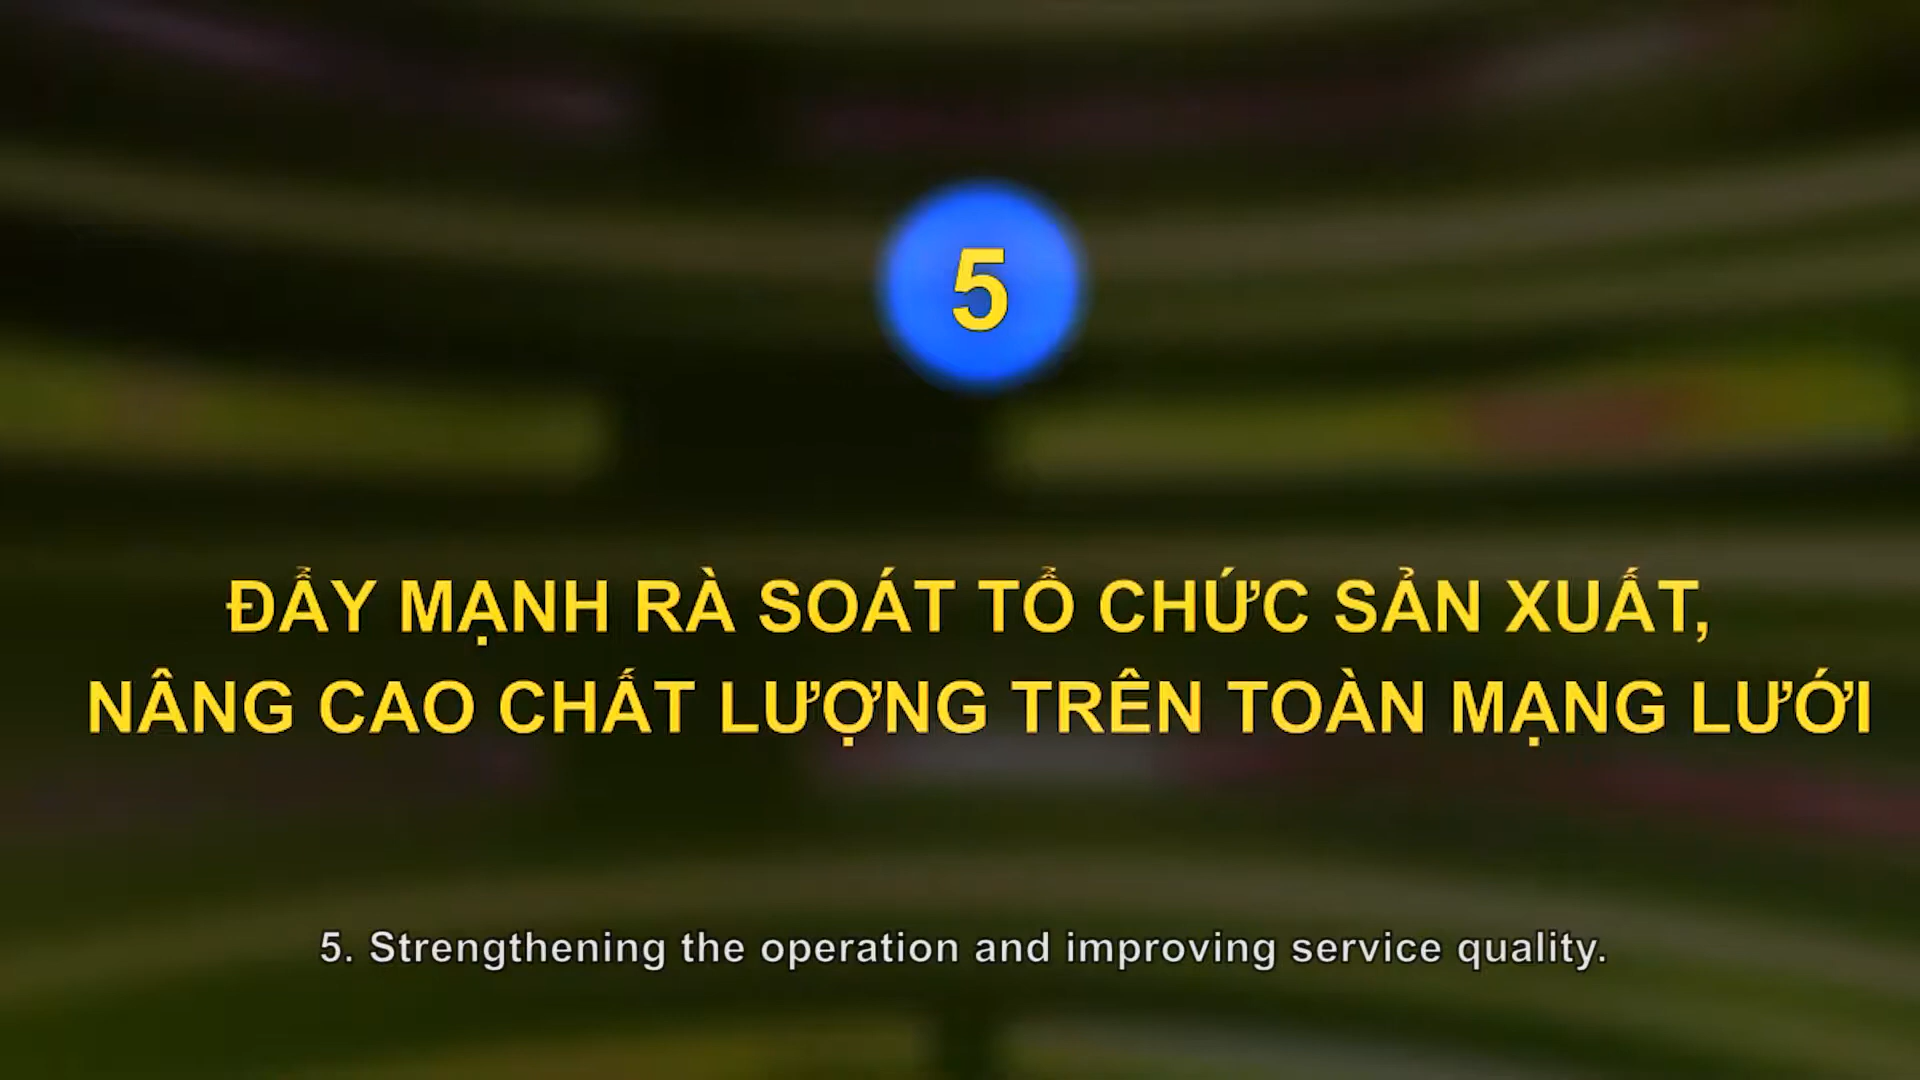 5
ĐẨY MẠNH RÀ SOÁT TỔ CHỨC SẢN XUẤT,
NÂNG CAO CHẤT LƯỢNG TRÊN TOÀN MẠNG LƯỚI
5. Strengthening the operation and improving service quality.